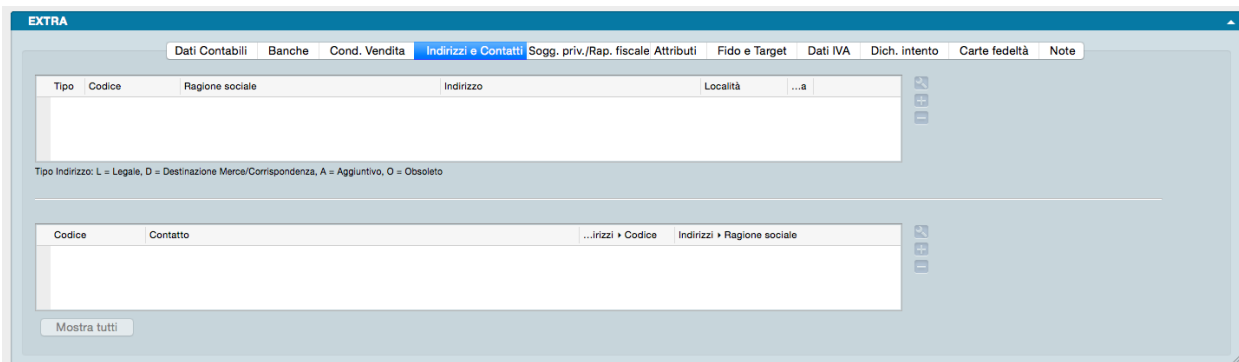 EXTRA
Dati Contabili Banche Cond. Vendita Indirizzi e Contatti Sogg. priv./Rap. fiscale Attributi Fido e Target Dati IVA Dich. intento Carte fedeltà Note
Tipo Codice Ragione sociale Indirizzo Località ...a
Tipo Indirizzo: L = Legale, D = Destinazione Merce/Corrispondenza, A = Aggiuntivo, O = Obsoleto
Codice Contatto ...irizzi ▸ Codice Indirizzi ▸ Ragione sociale
Mostra tutti